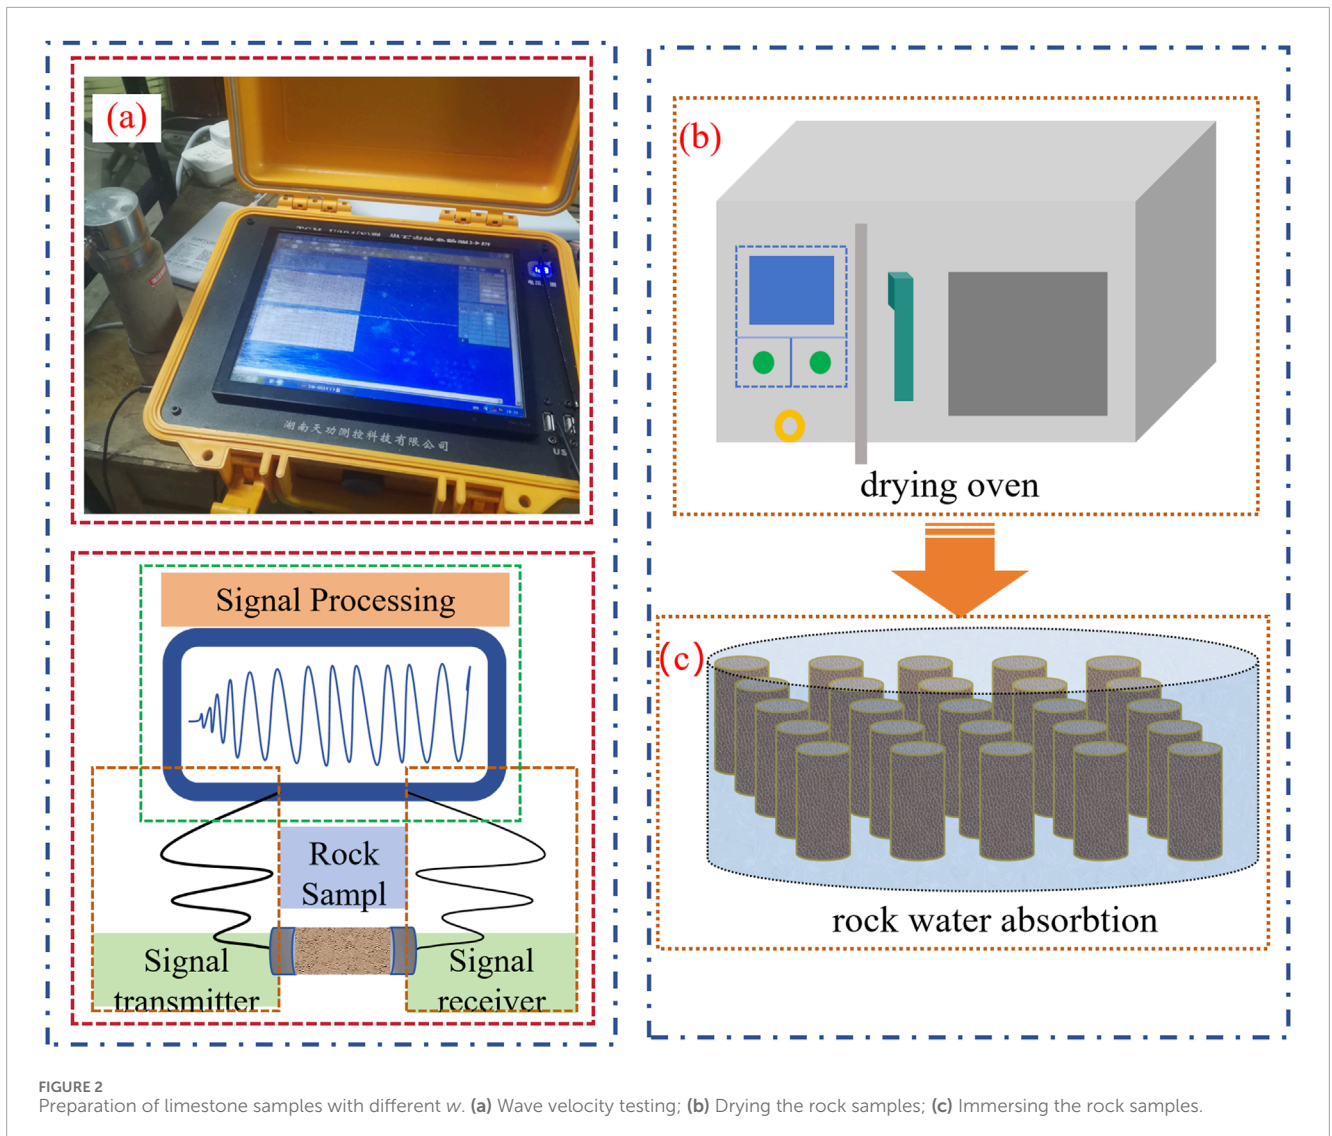 (a)
湖南天功测控科技有限公司
US
Signal Processing
Rock
Sampl
Signal
transmitter
Signal
receiver
(b)
drying oven
(c)
rock water absorbtion
FIGURE 2
Preparation of limestone samples with different w. (a) Wave velocity testing; (b) Drying the rock samples; (c) Immersing the rock samples.